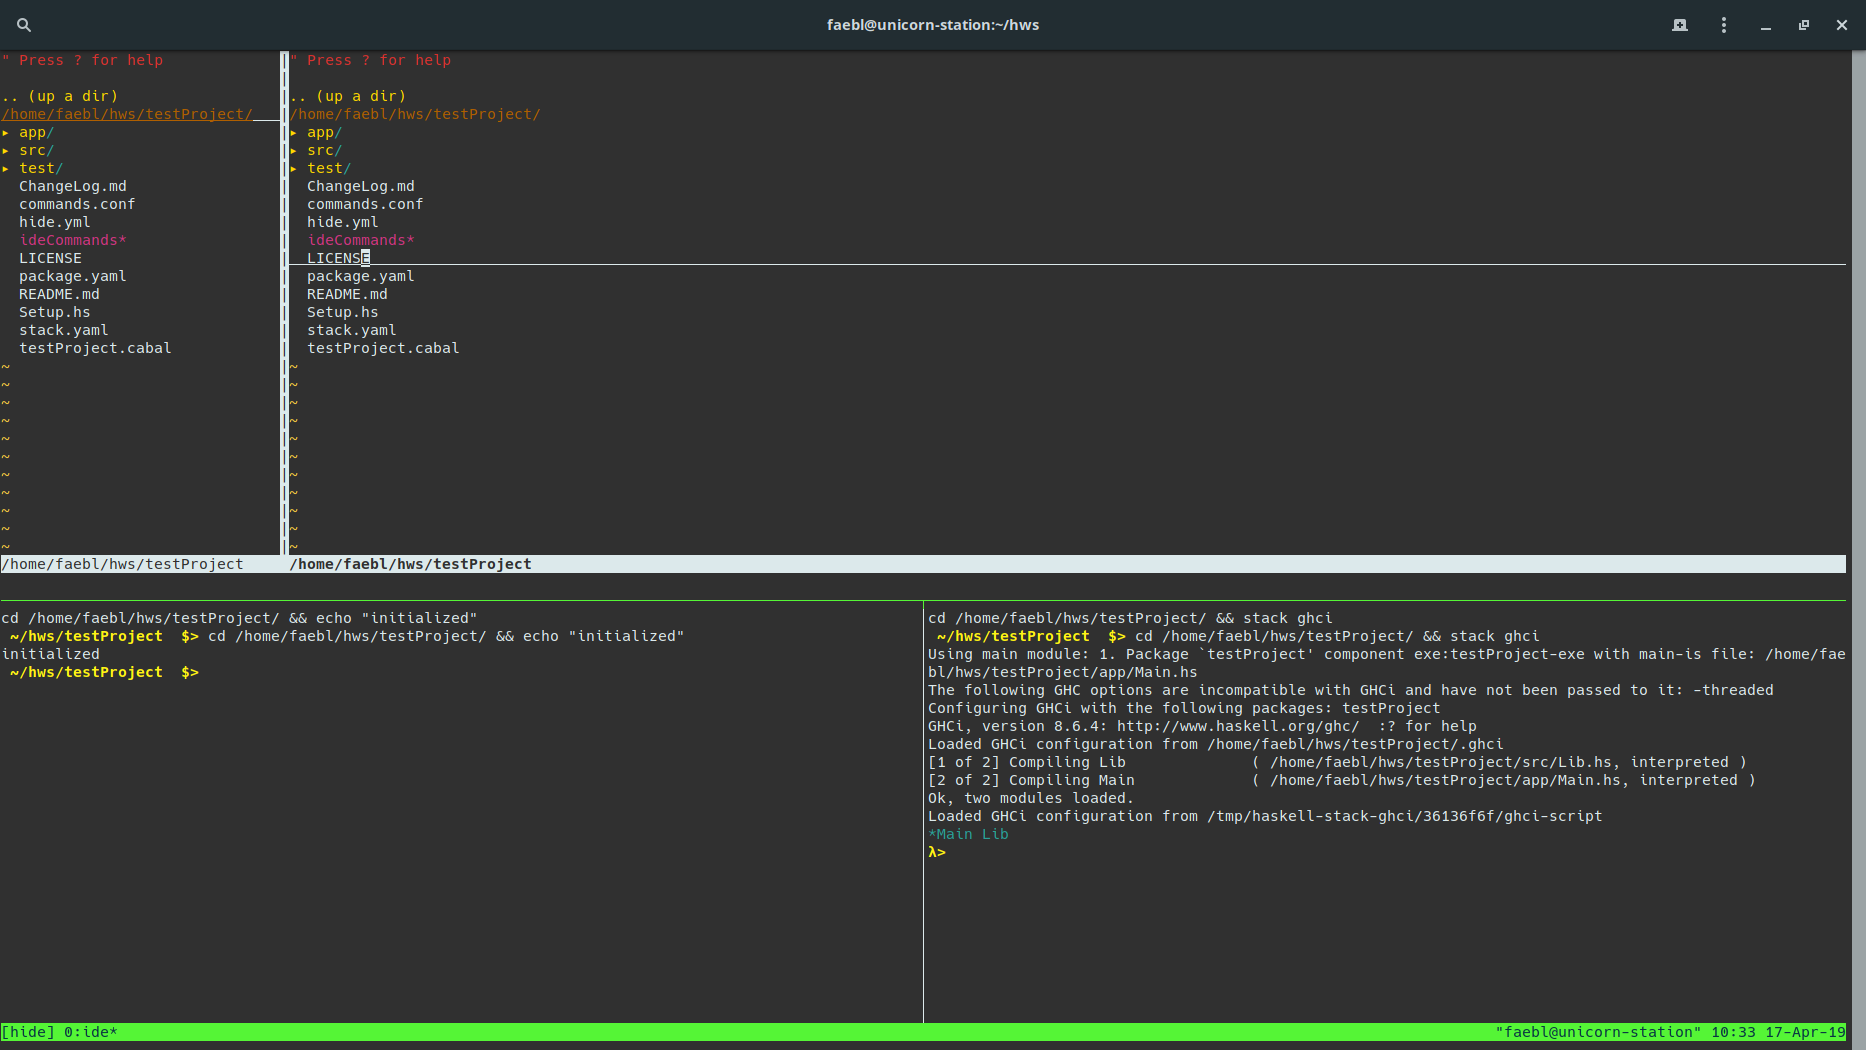 faebl@unicorn-station:~/hws
" Press ? for help
.. (up a dir)
/home/faebl/hws/testProject/
▸ app/
▸ src/
▸ test/
ChangeLog.md
commands.conf
hide.yml
ideCommands*
LICENSE
package.yaml
README.md
Setup.hs
stack.yaml
testProject.cabal
~
~
~
~
~
~
~
~
~
~
~
/home/faebl/hws/testProject
" Press ? for help
.. (up a dir)
/home/faebl/hws/testProject/
▸ app/
▸ src/
▸ test/
ChangeLog.md
commands.conf
hide.yml
ideCommands*
LICENSE
package.yaml
README.md
Setup.hs
stack.yaml
testProject.cabal
~
~
~
~
~
~
~
~
~
~
~
/home/faebl/hws/testProject
cd /home/faebl/hws/testProject/ && echo "initialized"
~/hws/testProject  $> cd /home/faebl/hws/testProject/ && echo "initialized"
initialized
~/hws/testProject  $>
cd /home/faebl/hws/testProject/ && stack ghci
~/hws/testProject  $> cd /home/faebl/hws/testProject/ && stack ghci
Using main module: 1. Package `testProject' component exe:testProject-exe with main-is file: /home/fae
bl/hws/testProject/app/Main.hs
The following GHC options are incompatible with GHCi and have not been passed to it: -threaded
Configuring GHCi with the following packages: testProject
GHCi, version 8.6.4: http://www.haskell.org/ghc/  :? for help
Loaded GHCi configuration from /home/faebl/hws/testProject/.ghci
[1 of 2] Compiling Lib              ( /home/faebl/hws/testProject/src/Lib.hs, interpreted )
[2 of 2] Compiling Main             ( /home/faebl/hws/testProject/app/Main.hs, interpreted )
Ok, two modules loaded.
Loaded GHCi configuration from /tmp/haskell-stack-ghci/36136f6f/ghci-script
*Main Lib
λ>
[hide] 0:ide*
"faebl@unicorn-station" 10:33 17-Apr-19